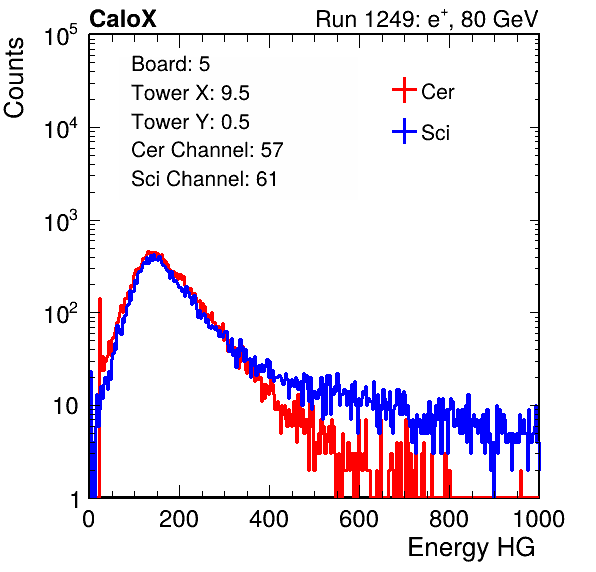 CaloX Run 1249: e⁺, 80 GeV
Board: 5
Tower X: 9.5
Tower Y: 0.5
Cer Channel: 57
Sci Channel: 61
Cer
Sci
Counts
10⁵
10⁴
10³
10²
10
1
0 200 400 600 800 1000
Energy HG